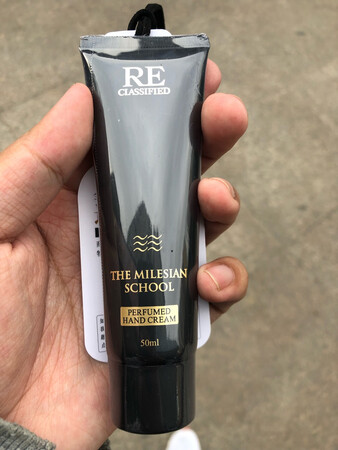 RE
CLASSIFIED
THE MILESIAN
SCHOOL
PERFUMED
HAND CREAM
50ml